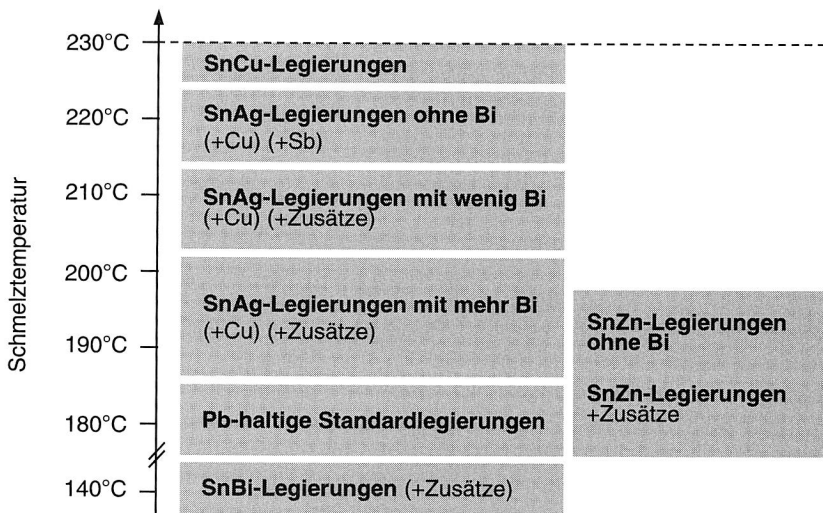 230°C
SnCu-Legierungen
220°C
SnAg-Legierungen ohne Bi
(+Cu) (+Sb)
210°C
SnAg-Legierungen mit wenig Bi
(+Cu) (+Zusätze)
Schmelztemperatur
200°C
SnAg-Legierungen mit mehr Bi
(+Cu) (+Zusätze)
190°C
SnZn-Legierungen
ohne Bi
SnZn-Legierungen
+Zusätze
180°C
Pb-haltige Standardlegierungen
140°C
SnBi-Legierungen (+Zusätze)